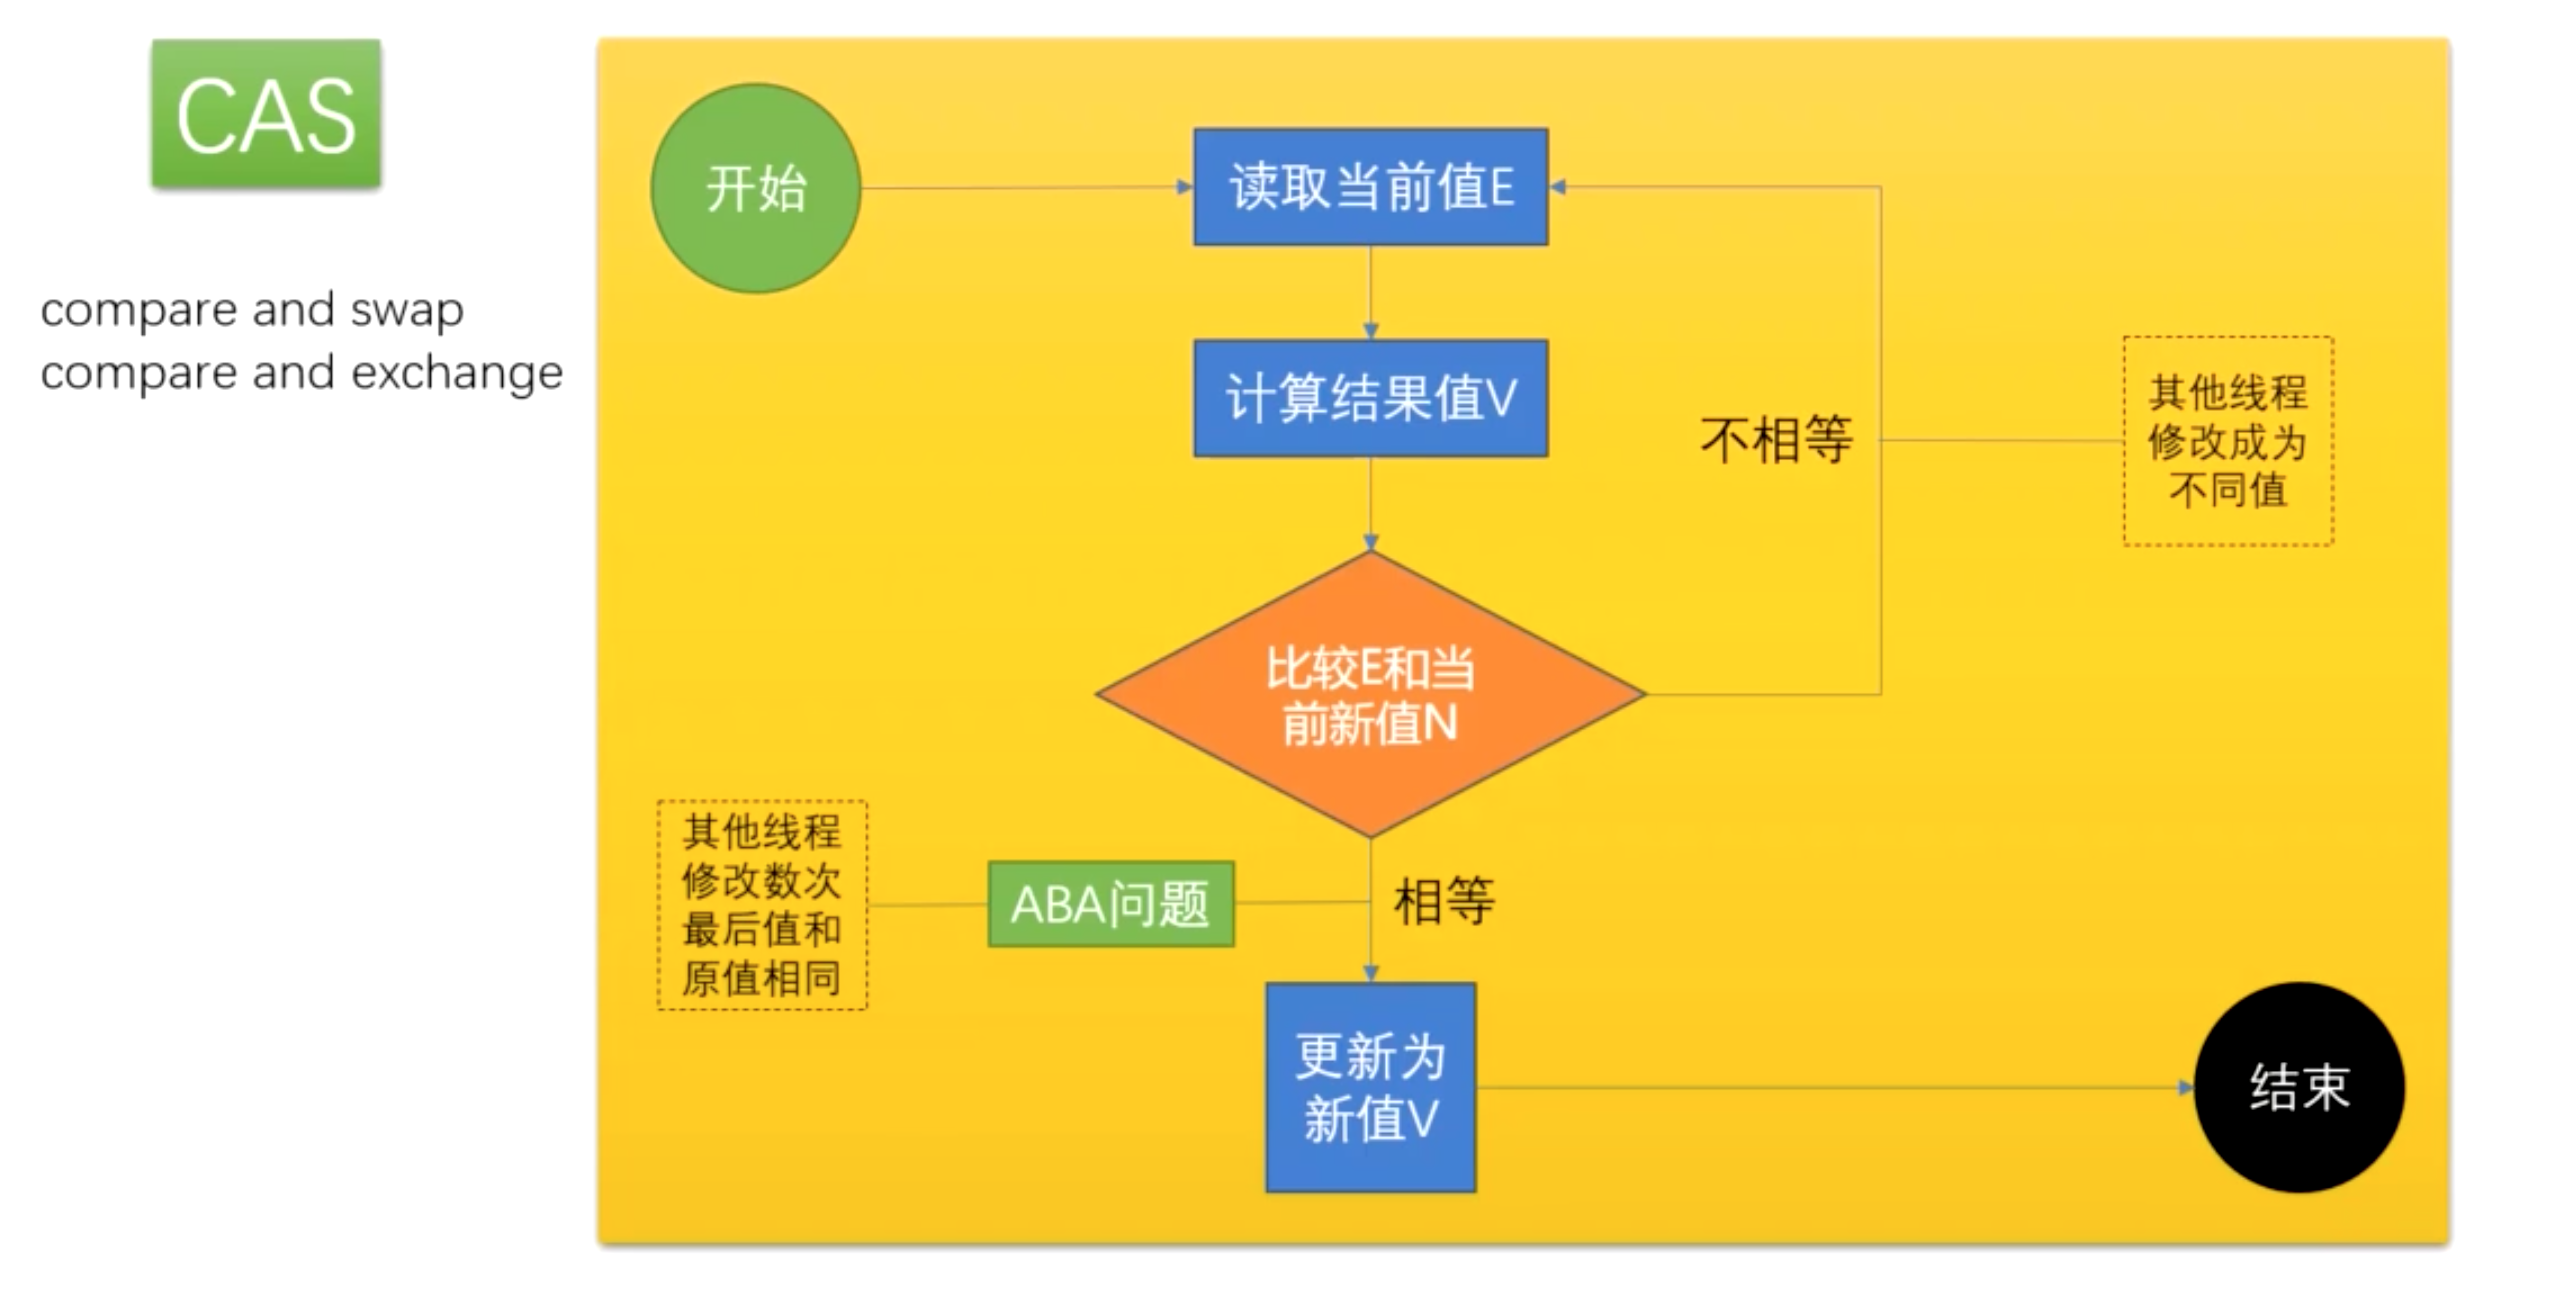 CAS
compare and swap
compare and exchange
开始
读取当前值E
计算结果值V
不相等
其他线程
修改成为
不同值
比较E和当
前新值N
其他线程
修改数次
最后值和
原值相同
ABA问题
相等
更新为
新值V
结束